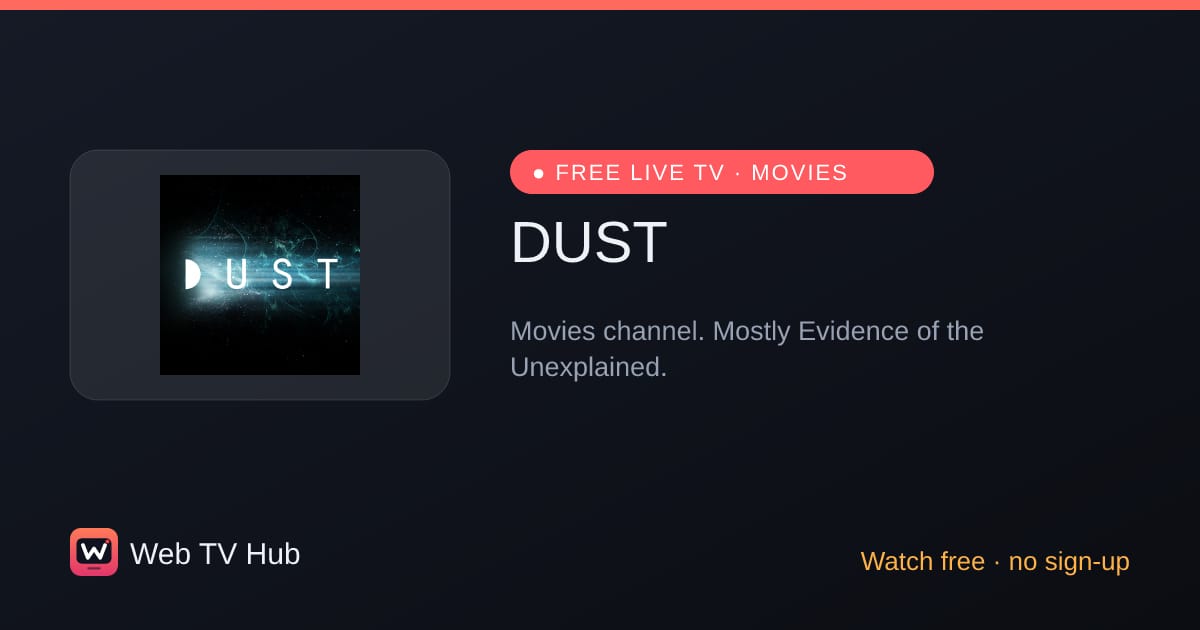 DUST
FREE LIVE TV · MOVIES
DUST
Movies channel. Mostly Evidence of the
Unexplained.
Web TV Hub
Watch free · no sign-up